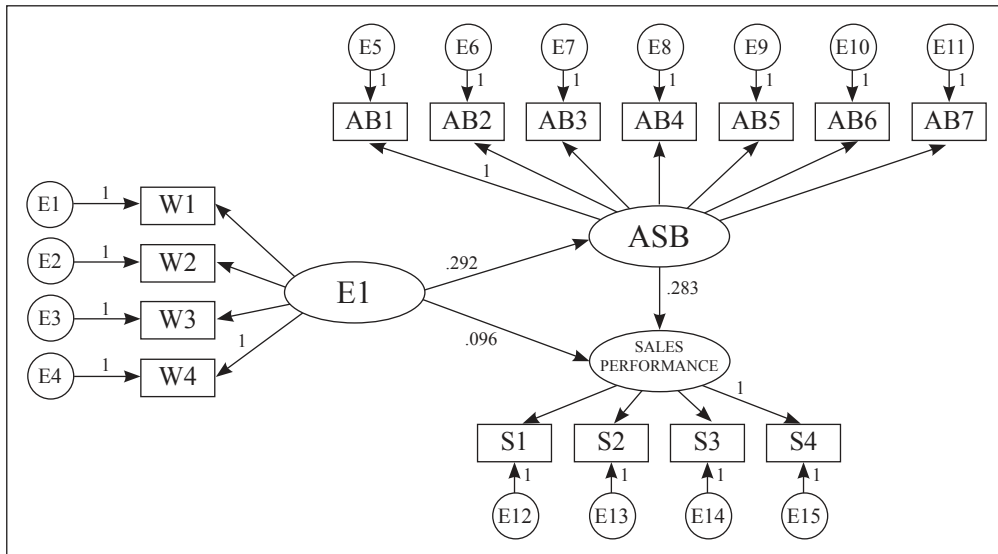 E5 E6 E7 E8 E9 E10 E11
1 1 1 1 1 1 1
AB1 AB2 AB3 AB4 AB5 AB6 AB7
1
E1 1 W1
ASB
E2 1 W2
.292
E1
.283
E3 1 W3
.096
1
SALES
PERFORMANCE
E4 1 W4
1
S1 S2 S3 S4
1 1 1 1
E12 E13 E14 E15